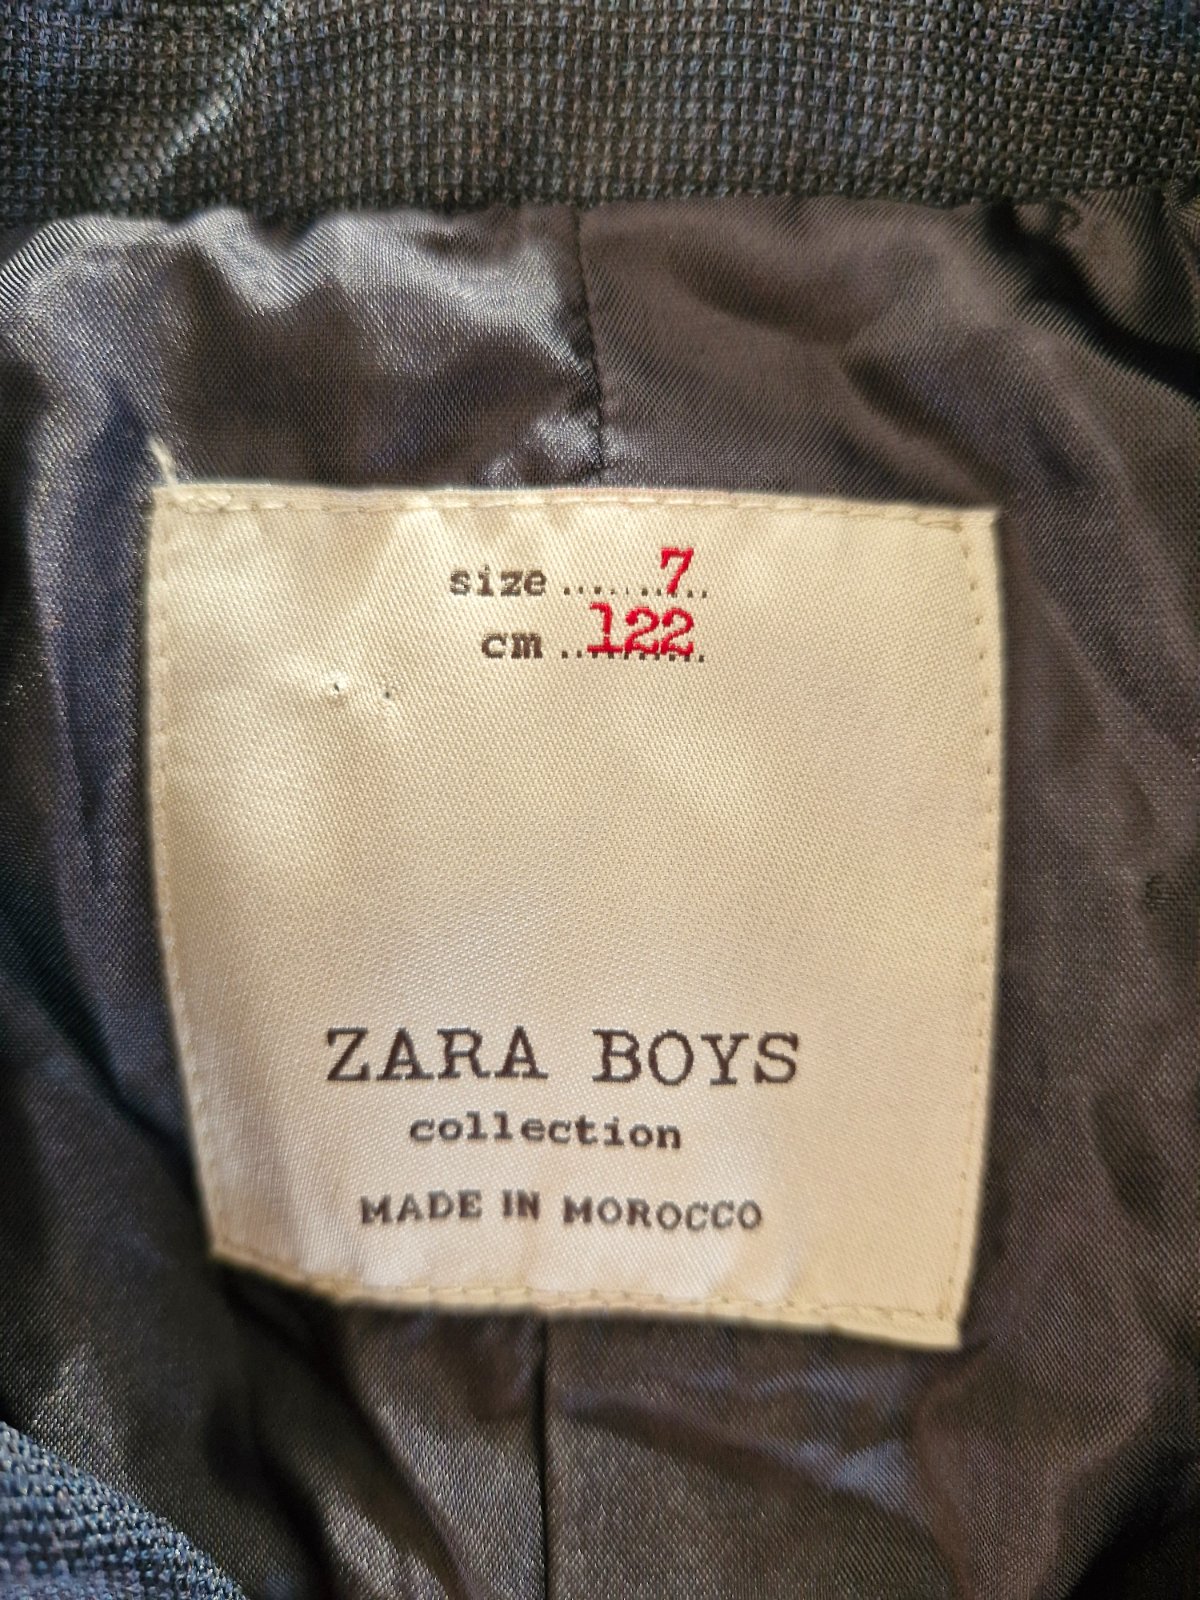 size.......7..
cm..122.
ZARA BOYS
collection
MADE IN MOROCCO